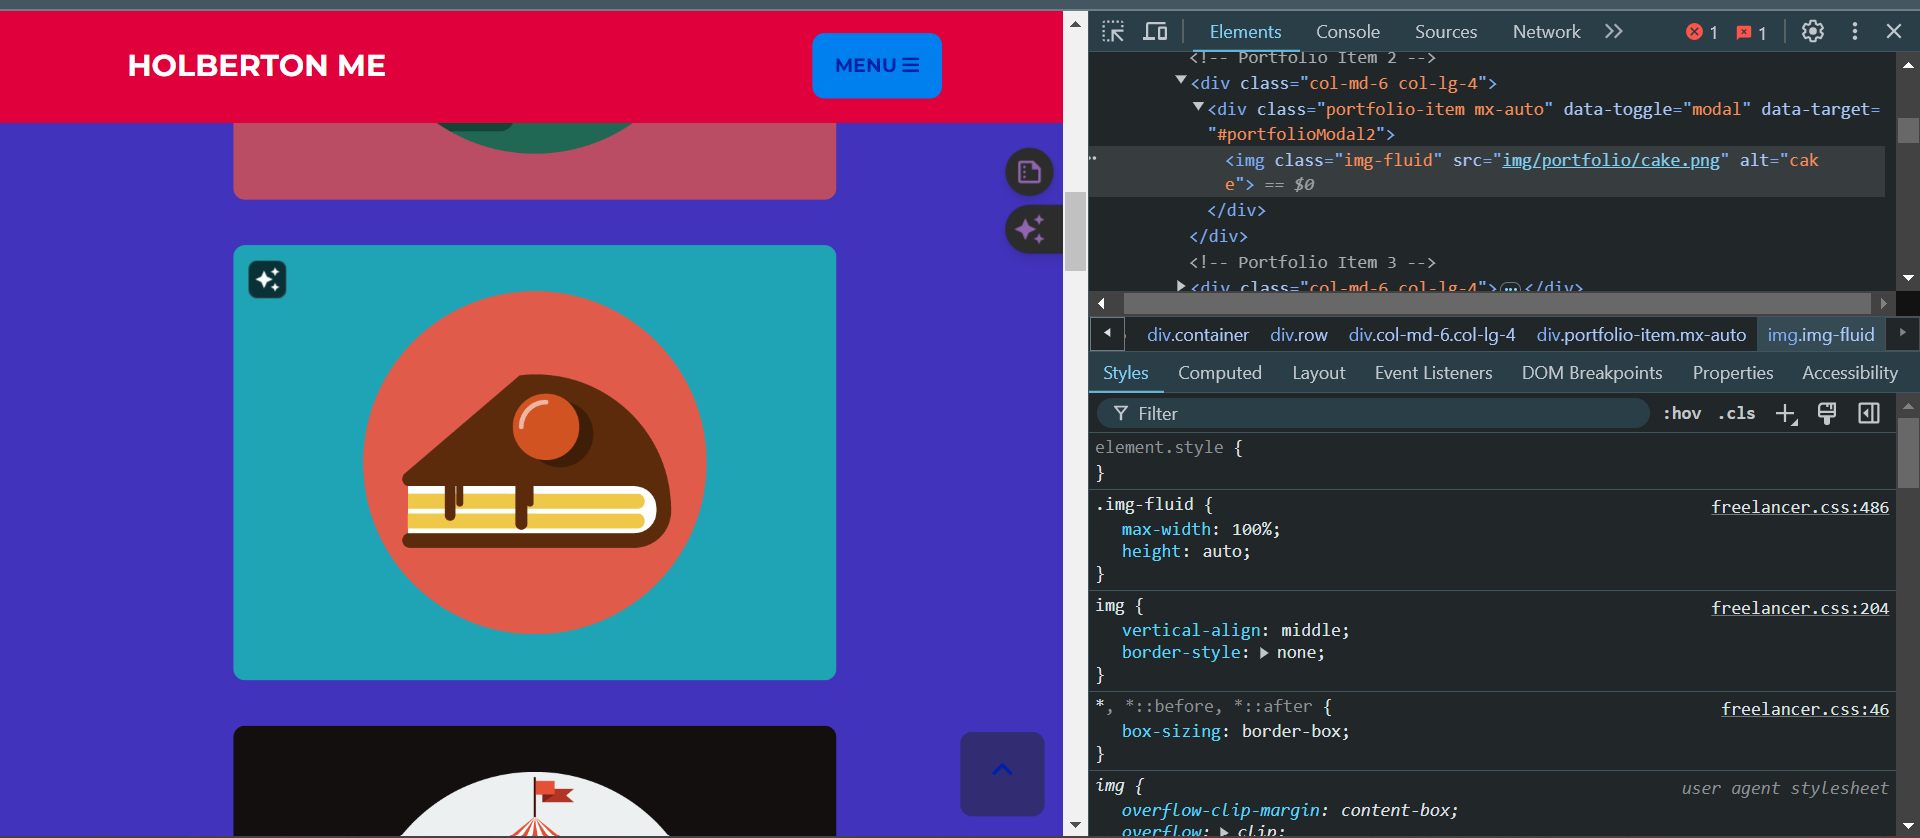 HOLBERTON ME
MENU
Elements Console Sources Network 1 1
<!-- Portfolio Item 2 -->
<div class="col-md-6 col-lg-4">
<div class="portfolio-item mx-auto" data-toggle="modal" data-target=
"#portfolioModal2">
<img class="img-fluid" src="img/portfolio/cake.png" alt="cak
e"> == $0
</div>
</div>
<!-- Portfolio Item 3 -->
<div class="col-md-6 col-lg-4">…</div>
div.container div.row div.col-md-6.col-lg-4 div.portfolio-item.mx-auto img.img-fluid
Styles Computed Layout Event Listeners DOM Breakpoints Properties Accessibility
Filter :hov .cls
element.style {
}
.img-fluid { freelancer.css:486
max-width: 100%;
height: auto;
}
img { freelancer.css:204
vertical-align: middle;
border-style: none;
}
*, *::before, *::after { freelancer.css:46
box-sizing: border-box;
}
img { user agent stylesheet
overflow-clip-margin: content-box;
overflow: clip;